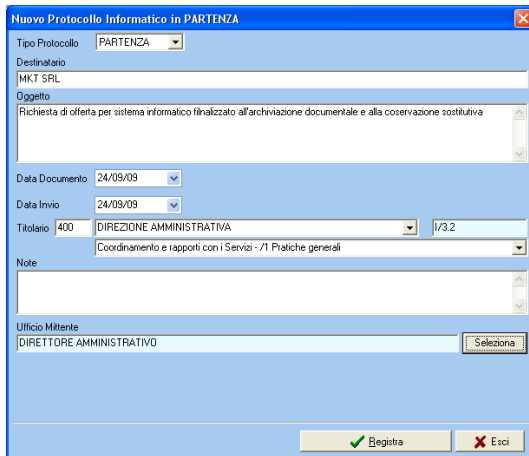 Nuovo Protocollo Informatico in PARTENZA
Tipo Protocollo PARTENZA
Destinatario
MKT SRL
Oggetto
Richiesta di offerta per sistema informatico filnalizzato all'archiviazione documentale e alla coservazione sostitutiva
Data Documento 24/09/09
Data Invio 24/09/09
Titolario 400 DIREZIONE AMMINISTRATIVA I/3.2
Coordinamento e rapporti con i Servizi - /1 Pratiche generali
Note
Ufficio Mittente
DIRETTORE AMMINISTRATIVO Seleziona
Registra Esci